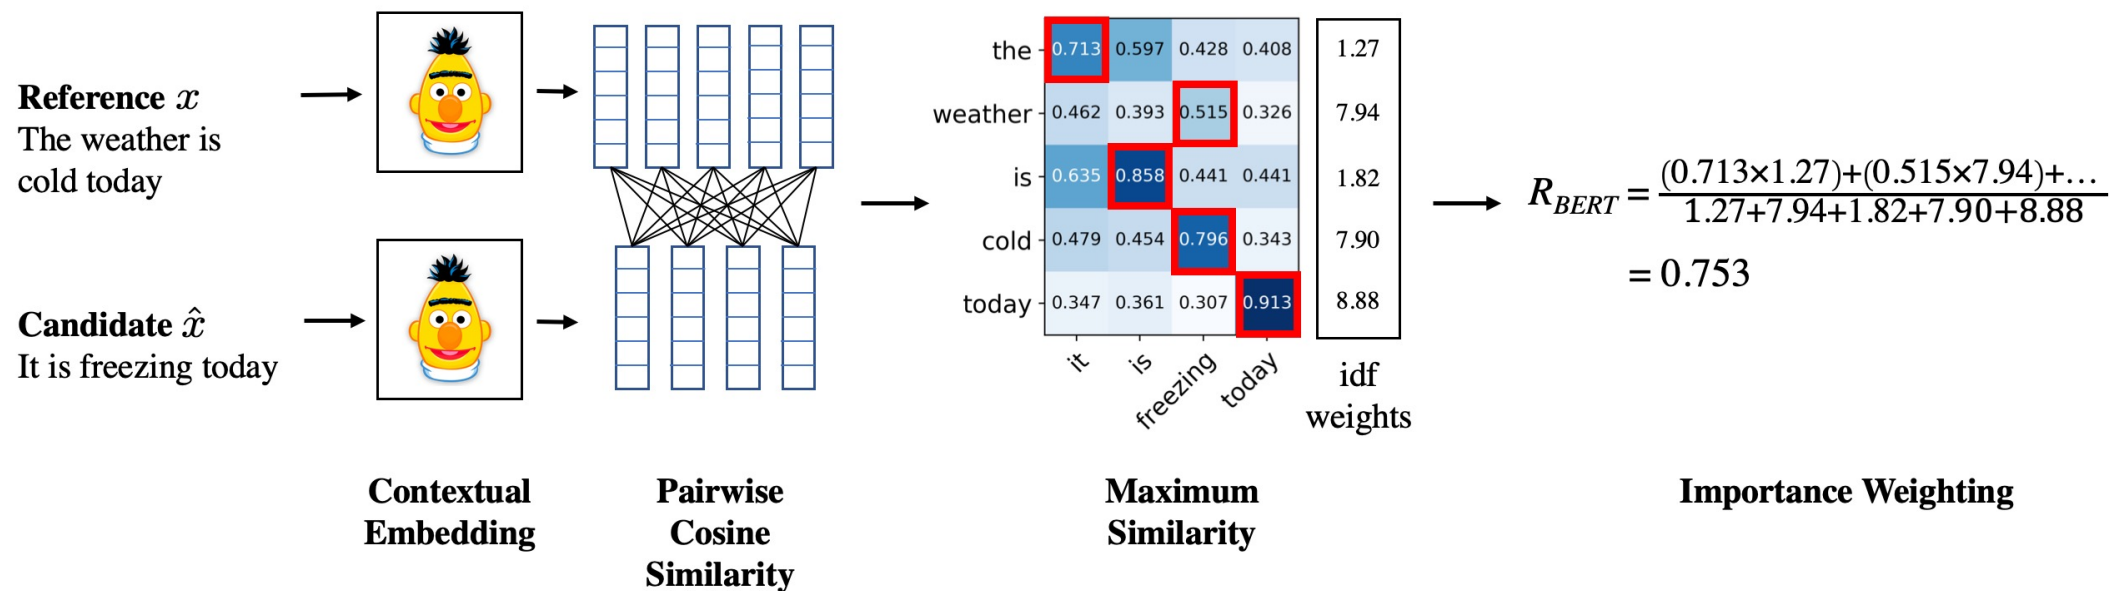 Reference x
The weather is
cold today
Candidate x̂
It is freezing today
Contextual
Embedding
Pairwise
Cosine
Similarity
the 0.713 0.597 0.428 0.408 1.27
weather 0.462 0.393 0.515 0.326 7.94
is 0.635 0.858 0.441 0.441 1.82
cold 0.479 0.454 0.796 0.343 7.90
today 0.347 0.361 0.307 0.913 8.88
it is freezing today
idf
weights
Maximum
Similarity
R_BERT = (0.713×1.27)+(0.515×7.94)+...
1.27+7.94+1.82+7.90+8.88
= 0.753
Importance Weighting